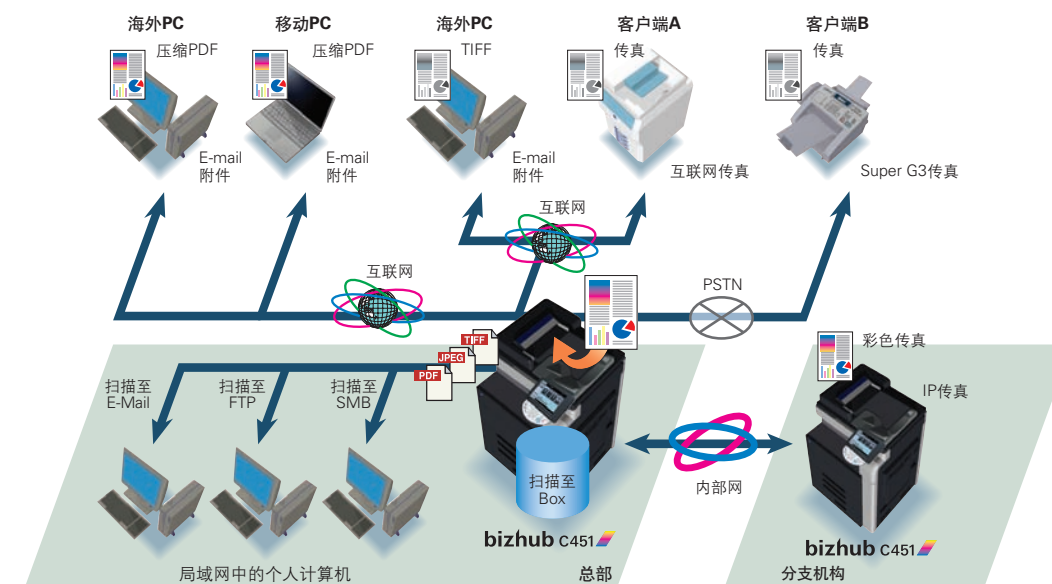 海外PC
移动PC
海外PC
客户端A
客户端B
压缩PDF
压缩PDF
TIFF
传真
传真
E-mail
附件
E-mail
附件
E-mail
附件
互联网传真
Super G3传真
互联网
互联网
PSTN
TIFF
JPEG
PDF
彩色传真
IP传真
扫描至
E-Mail
扫描至
FTP
扫描至
SMB
扫描至
Box
内部网
bizhub C451
bizhub C451
局域网中的个人计算机
总部
分支机构